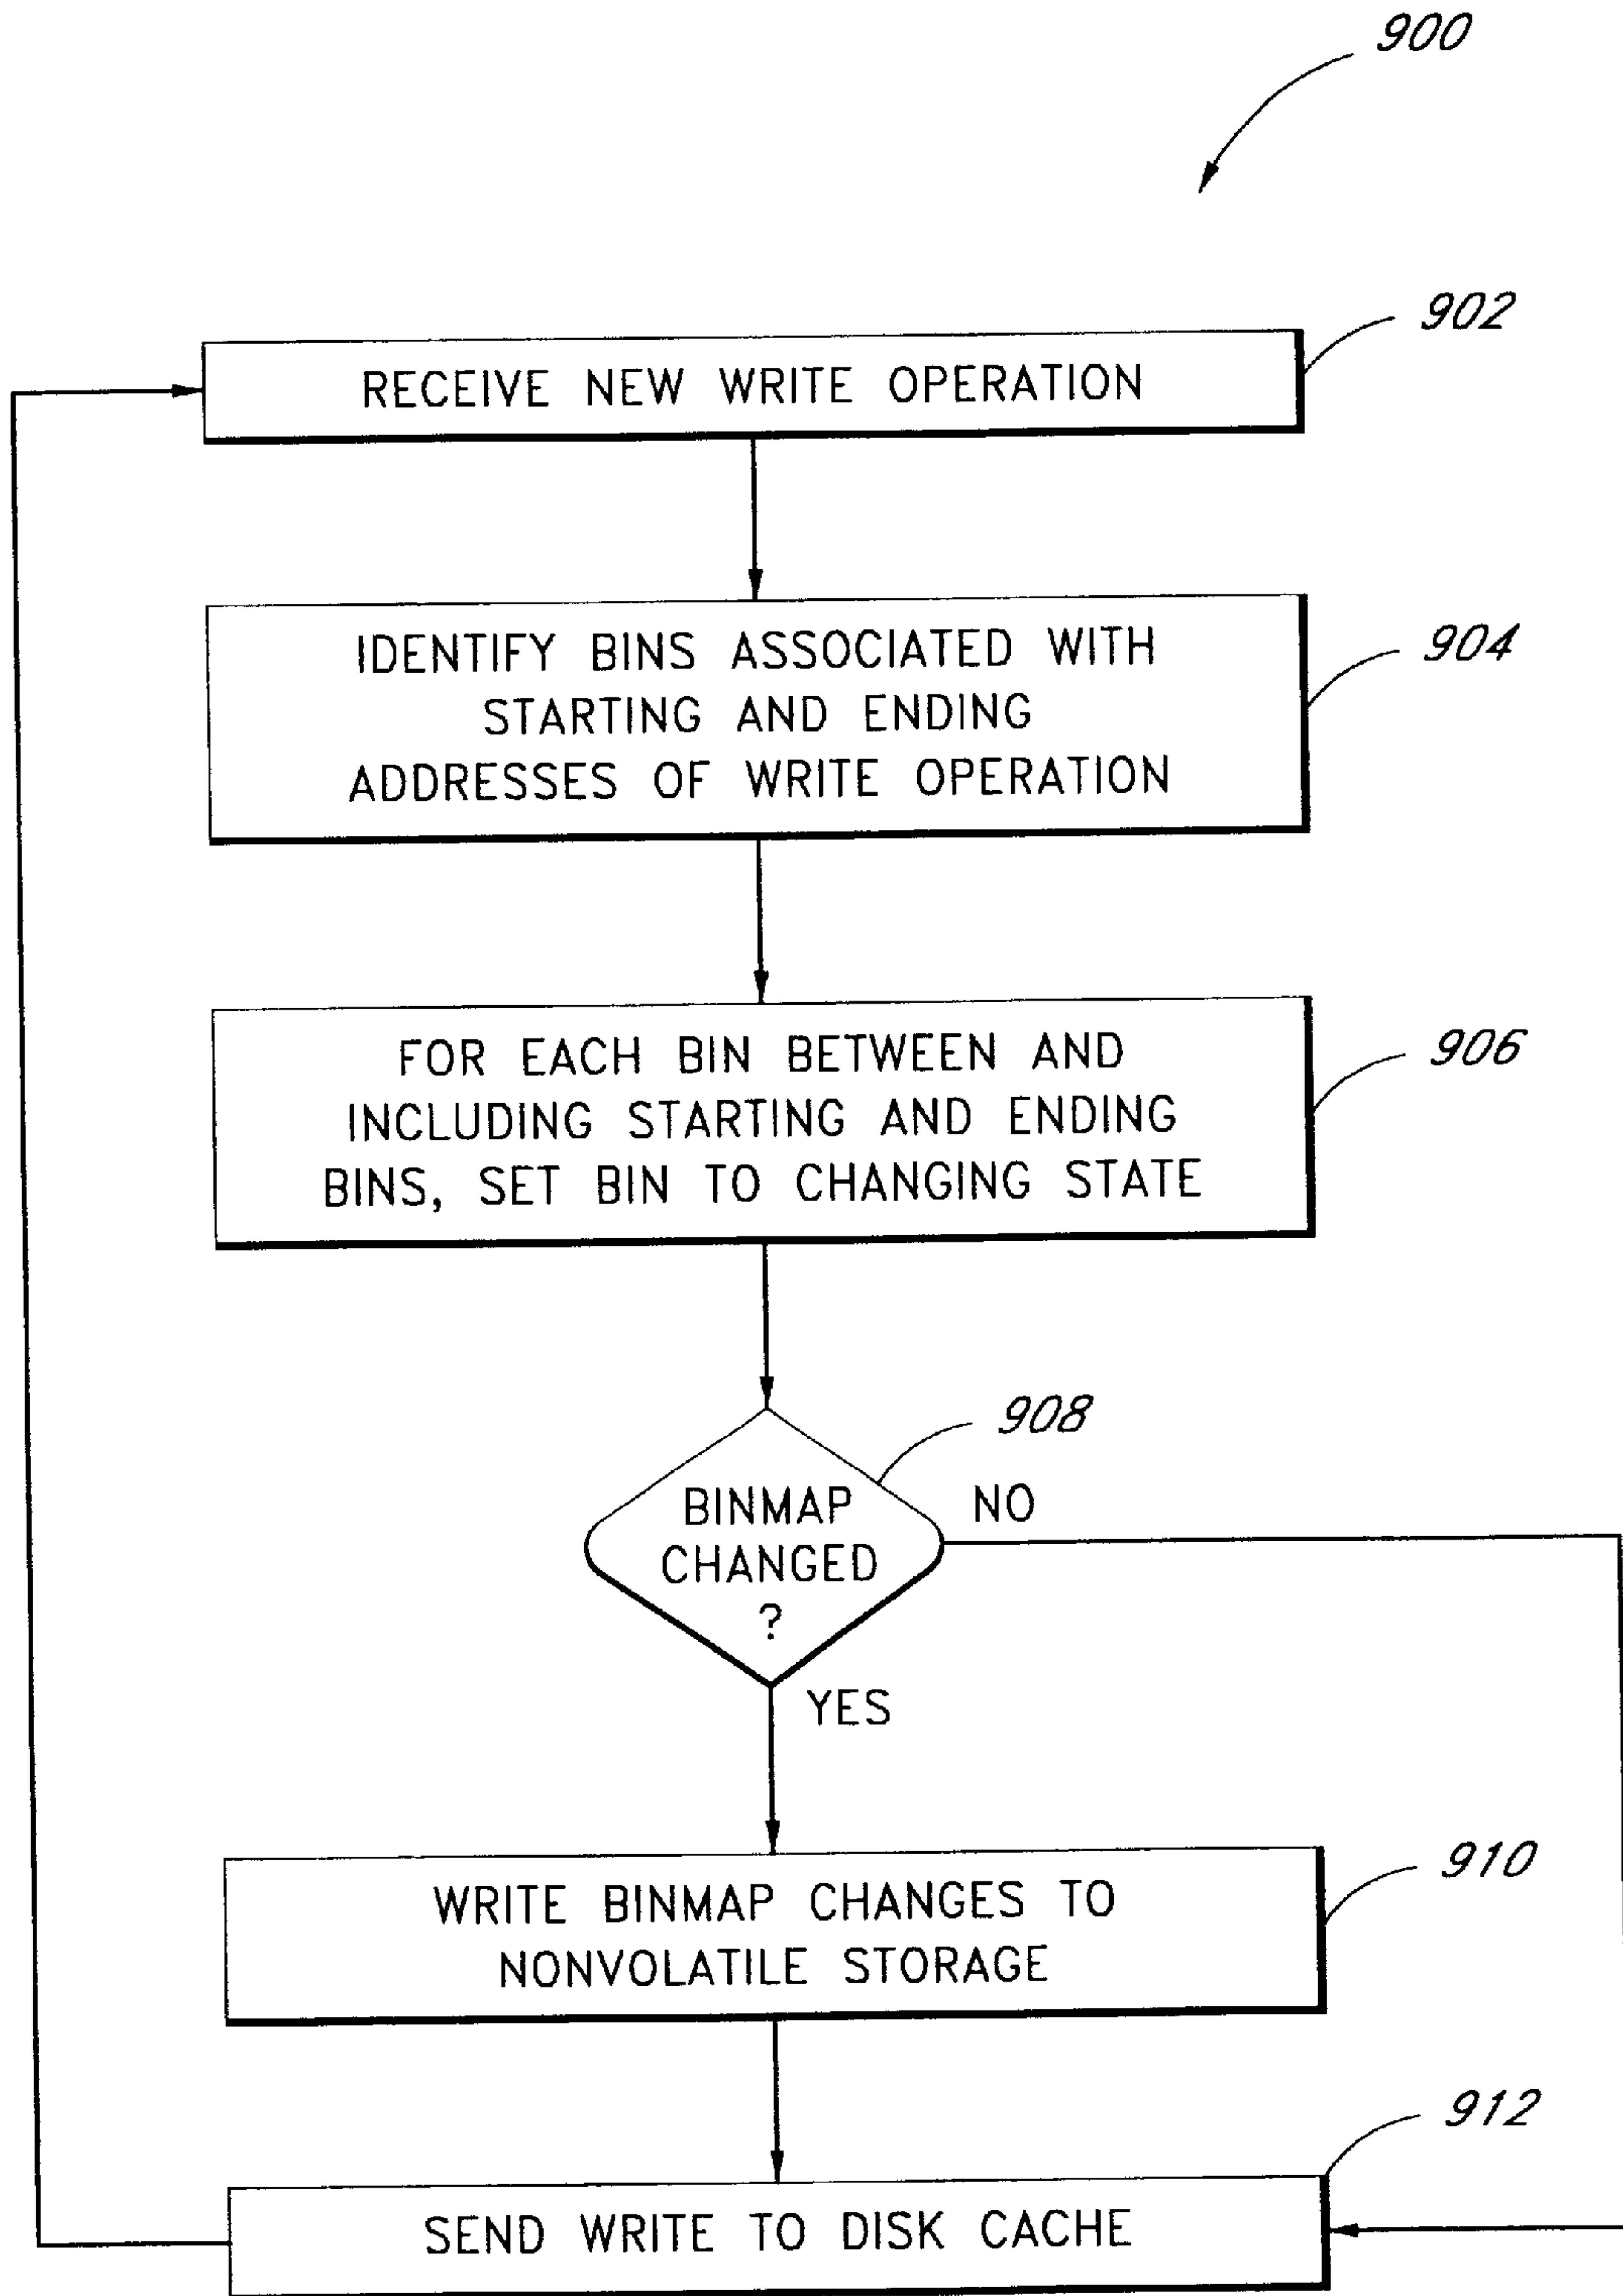 900
902
RECEIVE NEW WRITE OPERATION
904
IDENTIFY BINS ASSOCIATED WITH
STARTING AND ENDING
ADDRESSES OF WRITE OPERATION
906
FOR EACH BIN BETWEEN AND
INCLUDING STARTING AND ENDING
BINS, SET BIN TO CHANGING STATE
908
BINMAP
CHANGED
?
NO
YES
910
WRITE BINMAP CHANGES TO
NONVOLATILE STORAGE
912
SEND WRITE TO DISK CACHE